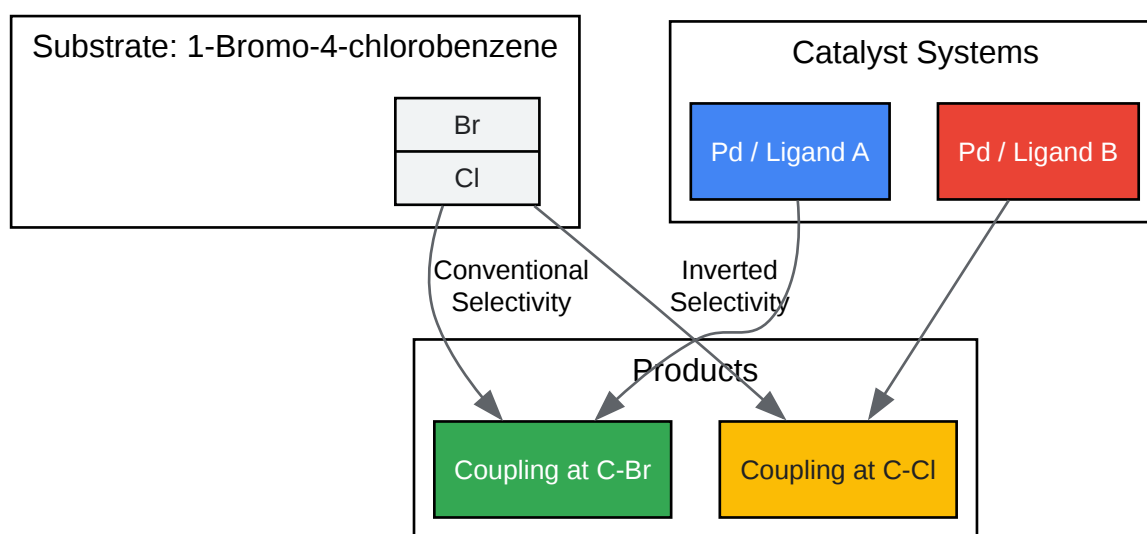 Substrate: 1-Bromo-4-chlorobenzene
Br
Cl
Catalyst Systems
Pd / Ligand A
Pd / Ligand B
Conventional
Selectivity
Inverted
Selectivity
Products
Coupling at C-Br
Coupling at C-Cl